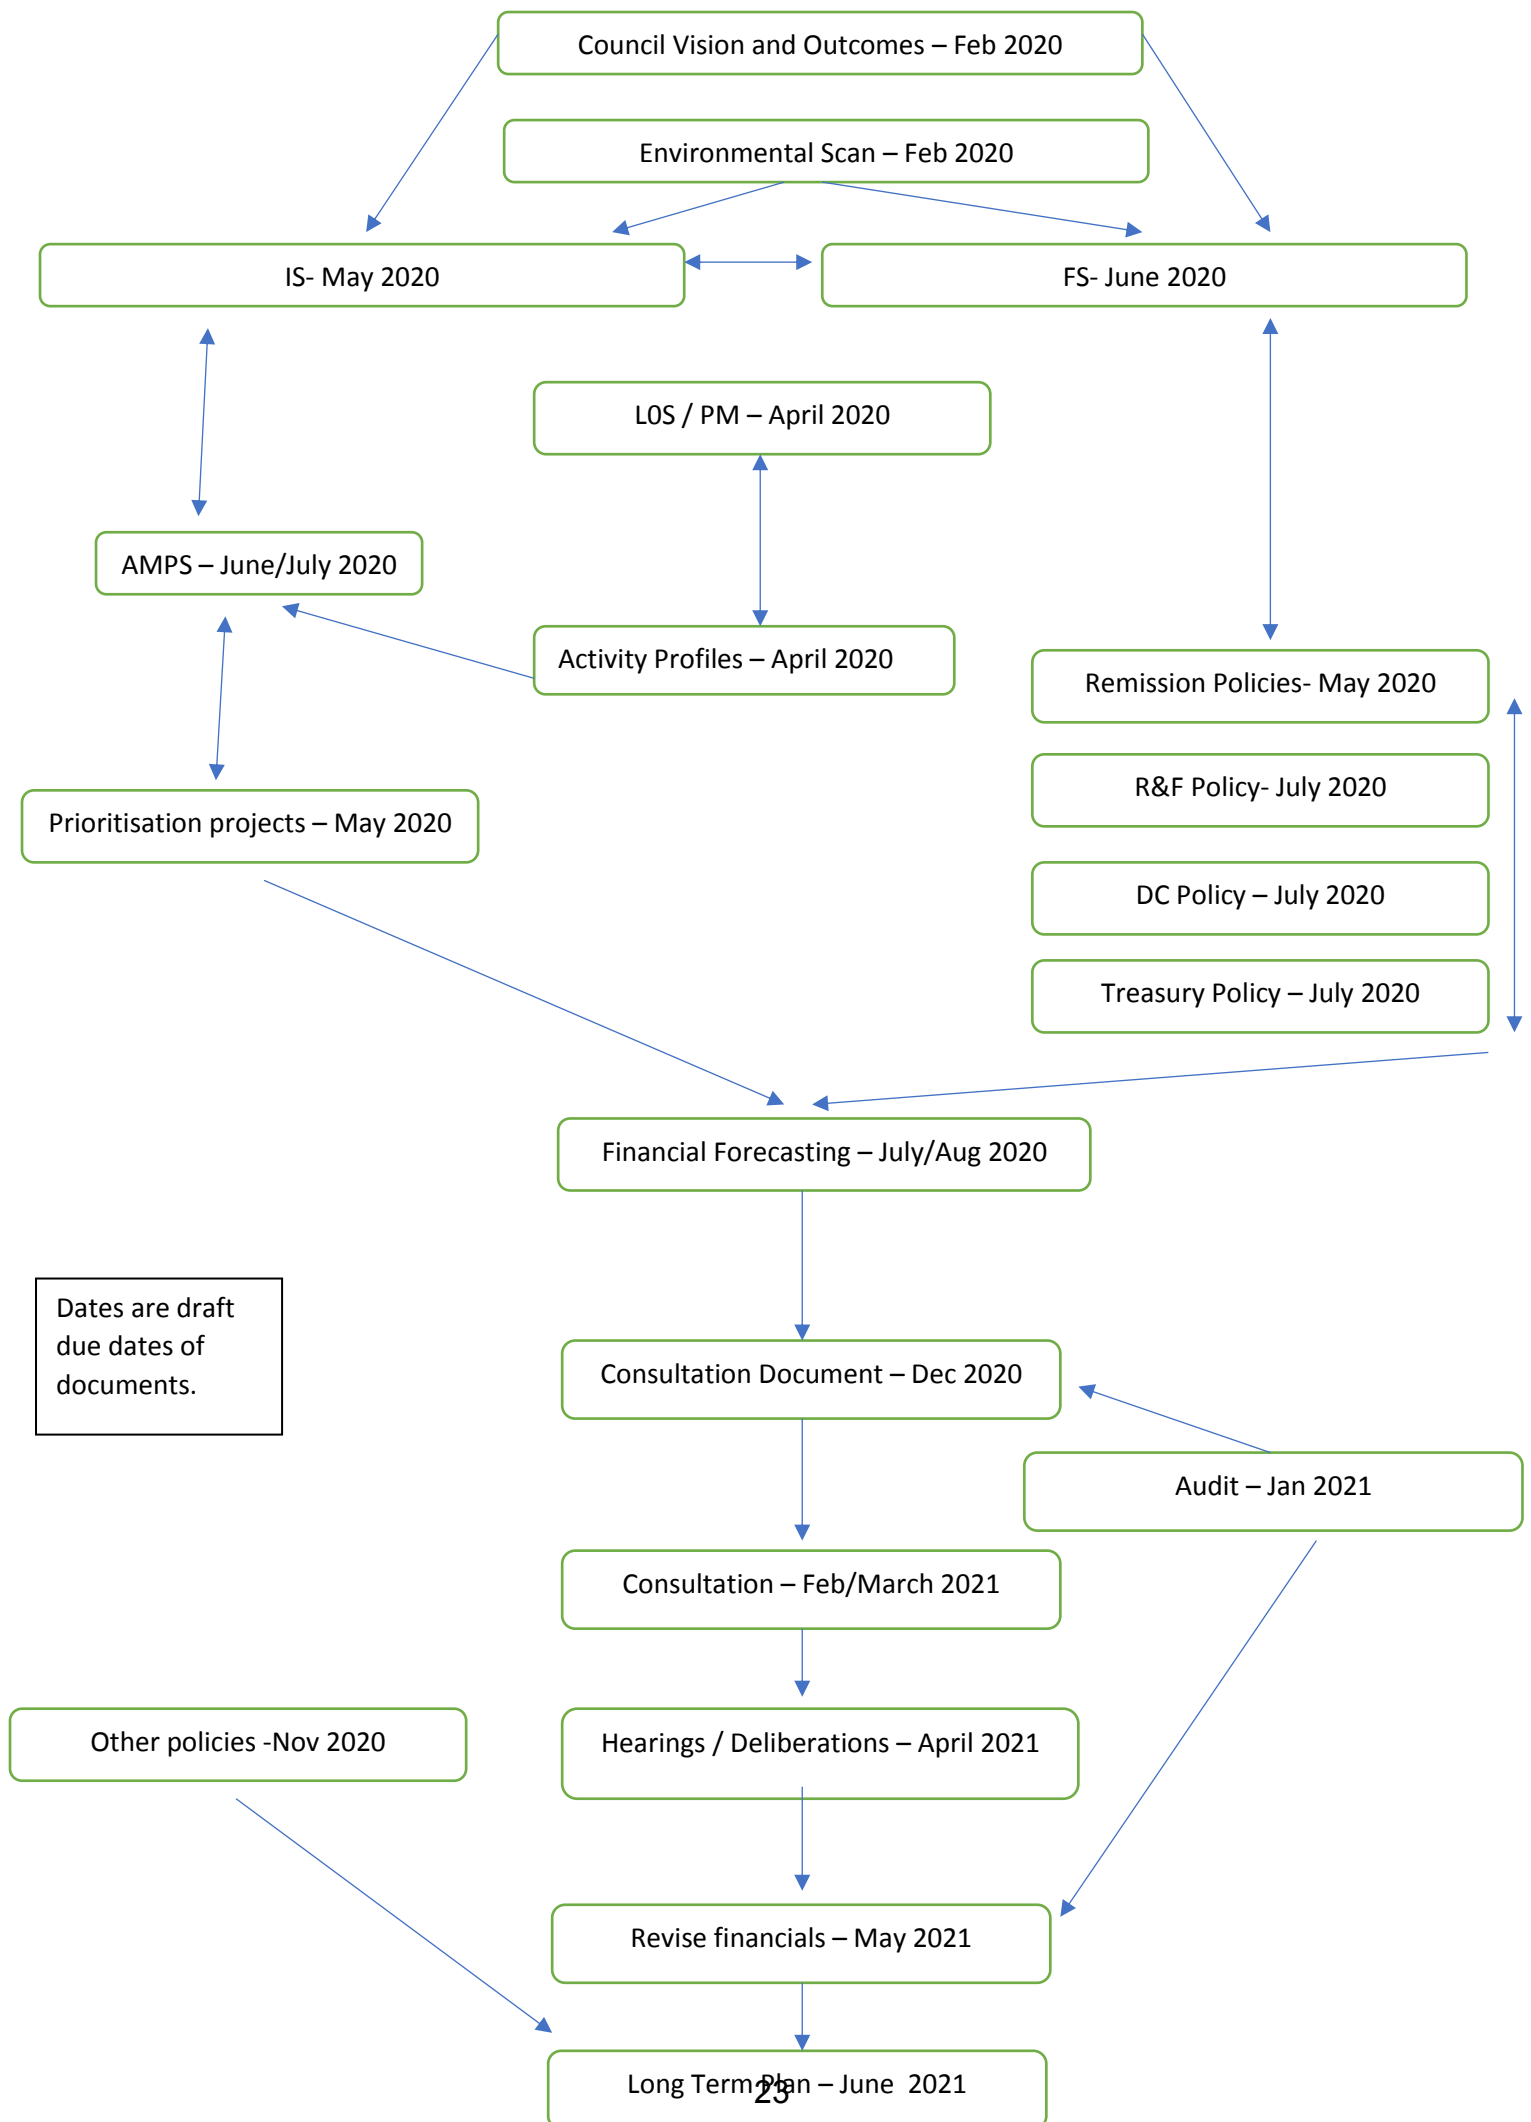 Council Vision and Outcomes – Feb 2020
Environmental Scan – Feb 2020
IS- May 2020
FS- June 2020
L0S / PM – April 2020
AMPS – June/July 2020
Activity Profiles – April 2020
Remission Policies- May 2020
R&F Policy- July 2020
Prioritisation projects – May 2020
DC Policy – July 2020
Treasury Policy – July 2020
Financial Forecasting – July/Aug 2020
Dates are draft
due dates of
documents.
Consultation Document – Dec 2020
Audit – Jan 2021
Consultation – Feb/March 2021
Other policies -Nov 2020
Hearings / Deliberations – April 2021
Revise financials – May 2021
Long Term Plan – June  2021
23